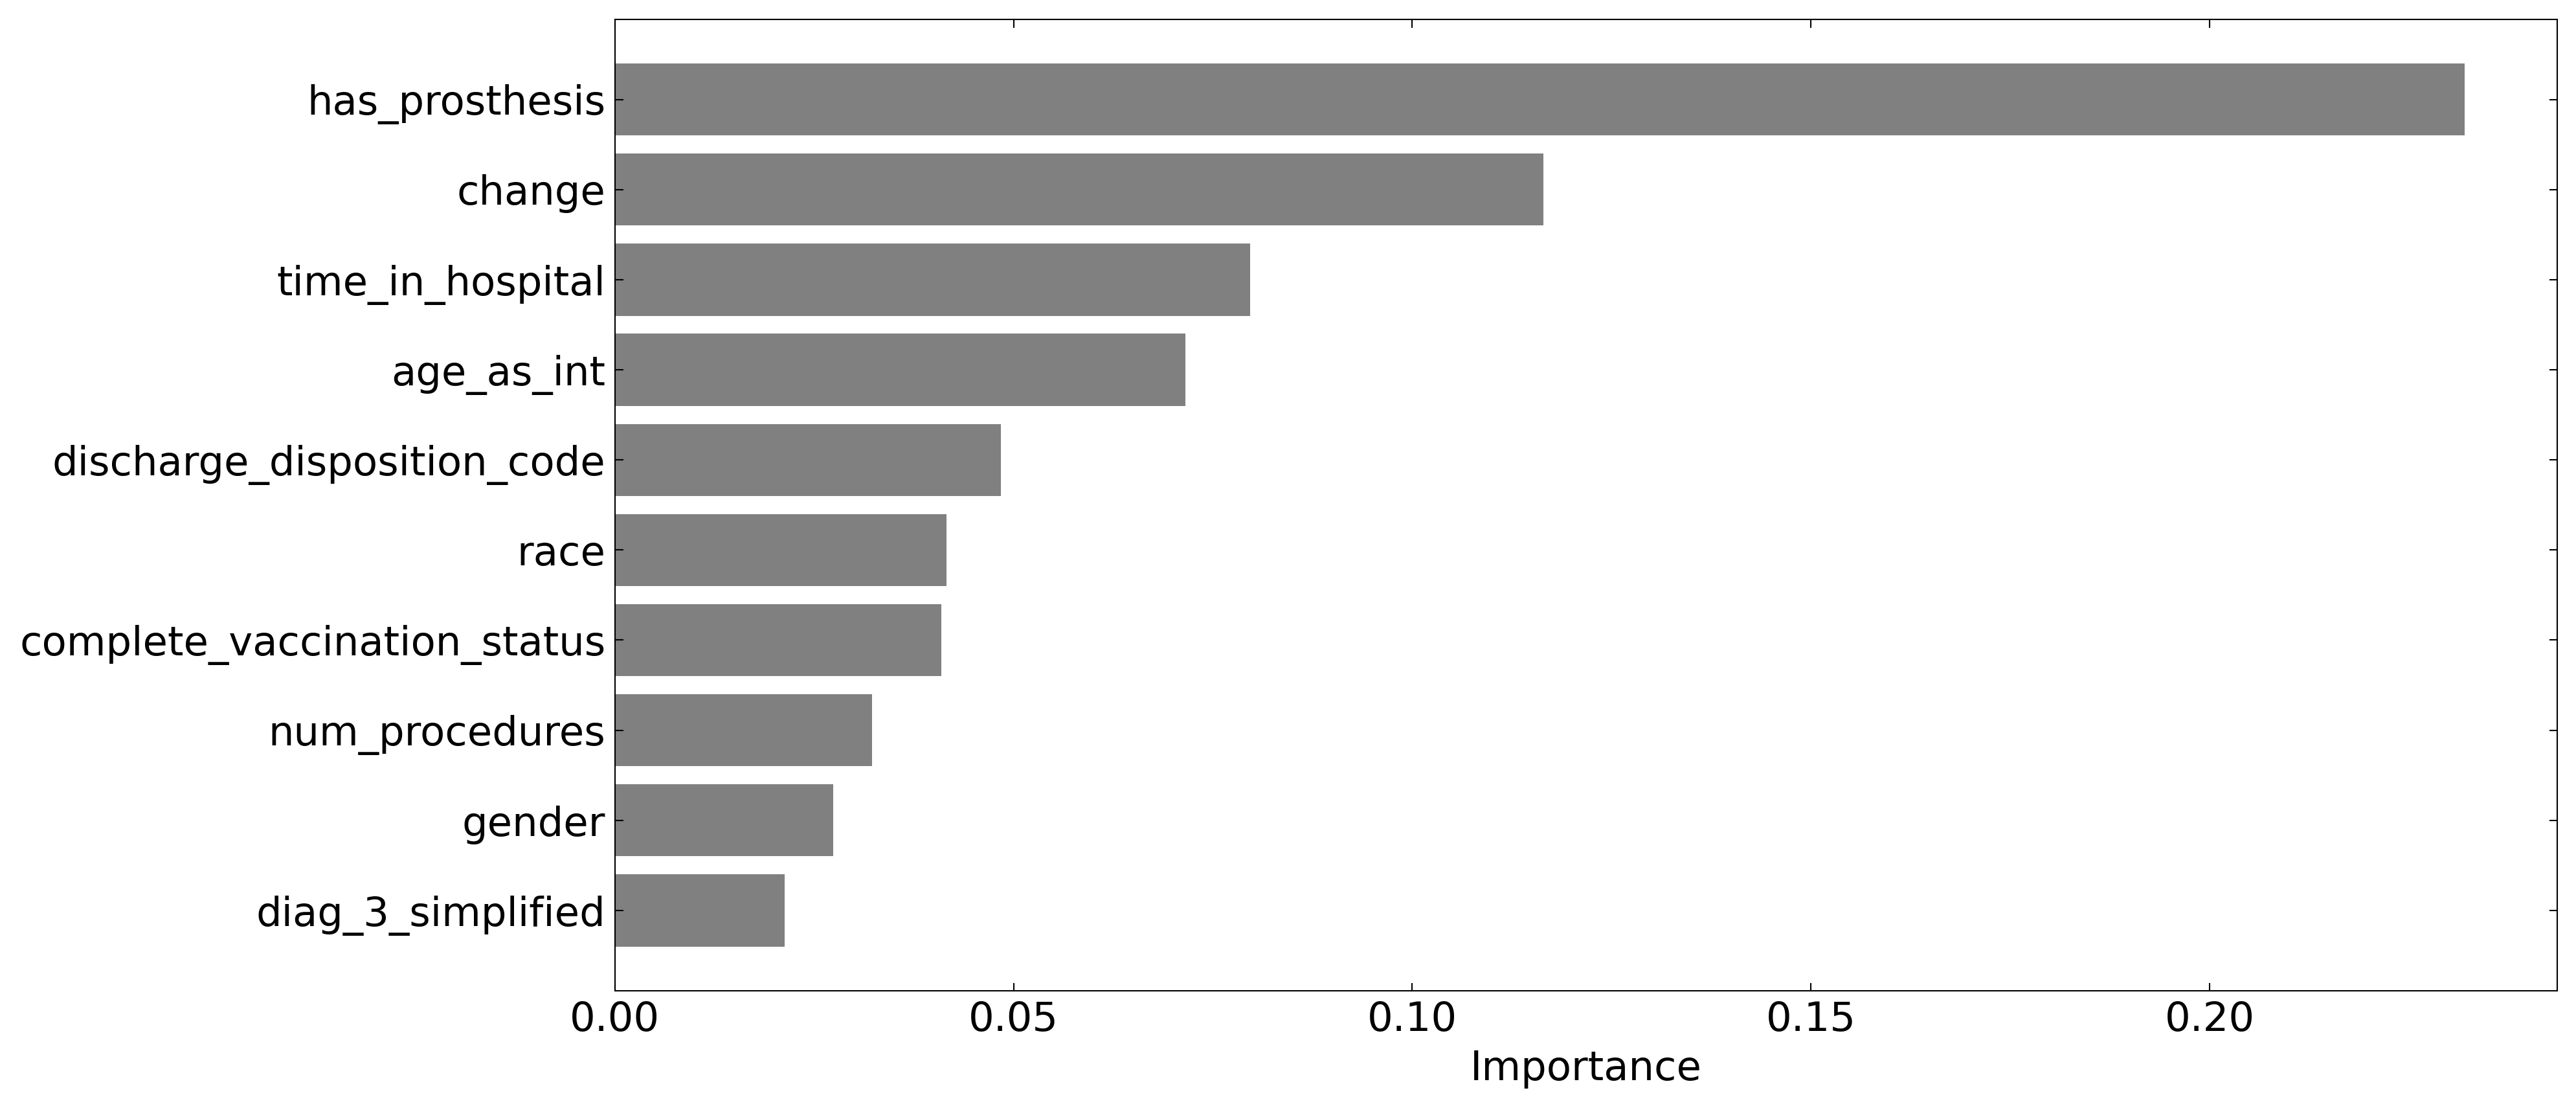 has_prosthesis
change
time_in_hospital
age_as_int
discharge_disposition_code
race
complete_vaccination_status
num_procedures
gender
diag_3_simplified
0.00 0.05 0.10 0.15 0.20
Importance